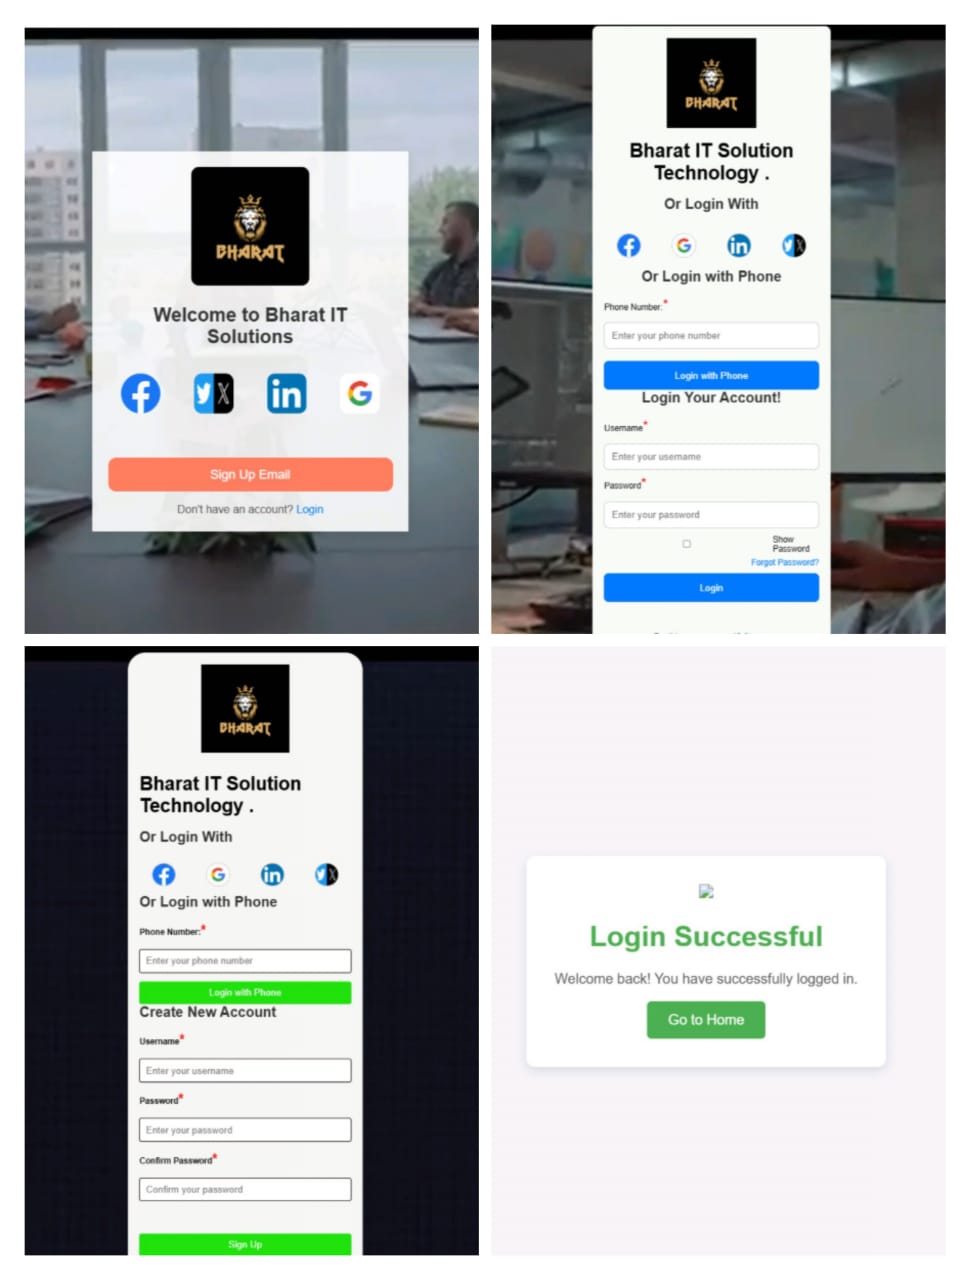 BHARAT
Welcome to Bharat IT
Solutions
Sign Up Email
Don't have an account? Login
BHARAT
Bharat IT Solution
Technology .
Or Login With
Or Login with Phone
Phone Number:*
Enter your phone number
Login with Phone
Login Your Account!
Username*
Enter your username
Password*
Enter your password
Show
Password
Forgot Password?
Login
BHARAT
Bharat IT Solution
Technology .
Or Login With
Or Login with Phone
Phone Number:*
Enter your phone number
Login with Phone
Create New Account
Username*
Enter your username
Password*
Enter your password
Confirm Password*
Confirm your password
Sign Up
Login Successful
Welcome back! You have successfully logged in.
Go to Home